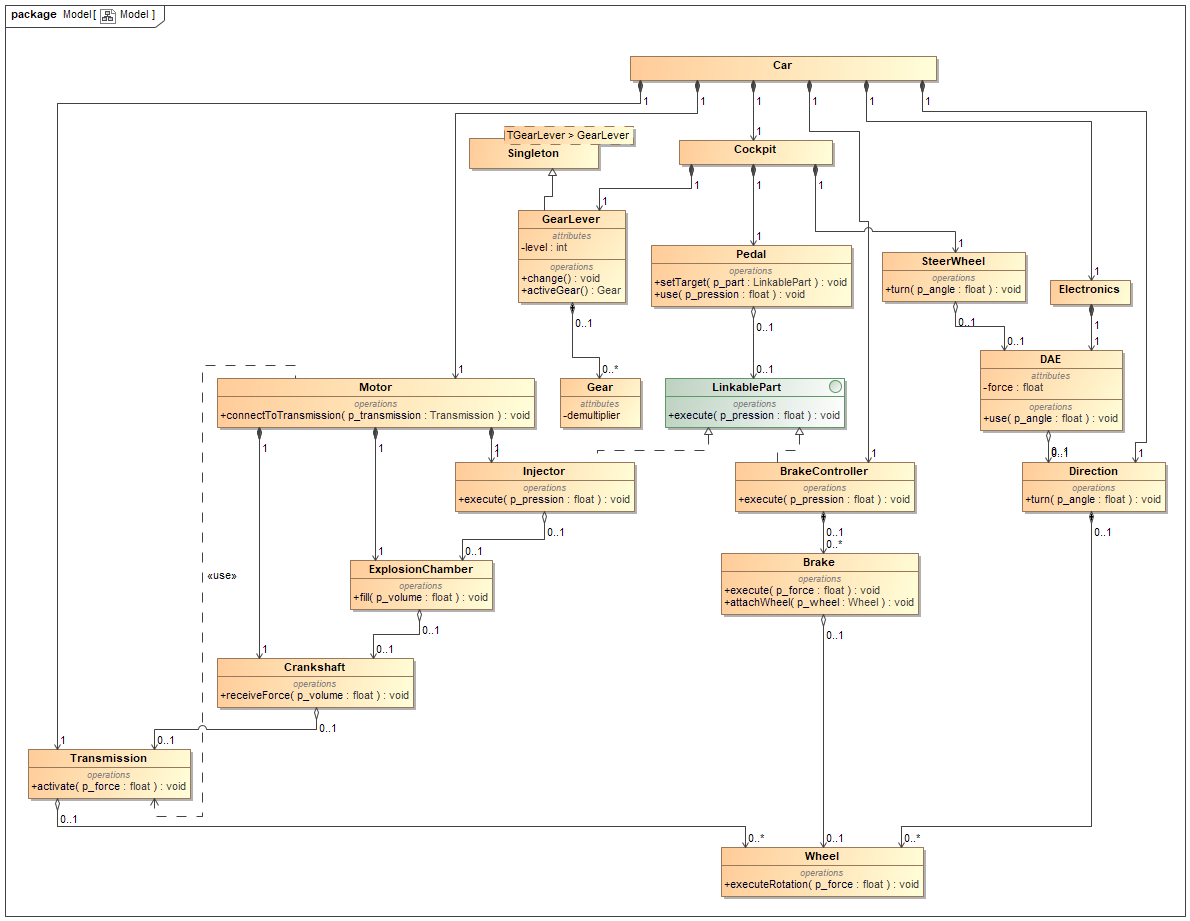 package Model[ Model ]
Car
1 1 1 1 1 1
TGearLever > GearLever
Singleton
1
Cockpit
1 1 1
1
GearLever
attributes
-level : int
operations
+change() : void
+activeGear() : Gear
0..1
1
Pedal
operations
+setTarget( p_part : LinkablePart ) : void
+use( p_pression : float ) : void
0..1
1
SteerWheel
operations
+turn( p_angle : float ) : void
0..1
1
Electronics
1
0..1
1
DAE
attributes
-force : float
operations
+use( p_angle : float ) : void
0..1
1
Motor
operations
+connectToTransmission( p_transmission : Transmission ) : void
1 1 1
0..*
Gear
attributes
-demultiplier
0..1
LinkablePart
operations
+execute( p_pression : float ) : void
Injector
operations
+execute( p_pression : float ) : void
0..1
1
BrakeController
operations
+execute( p_pression : float ) : void
0..1
0..*
1
Direction
operations
+turn( p_angle : float ) : void
0..1
1
0..1
ExplosionChamber
operations
+fill( p_volume : float ) : void
0..1
Brake
operations
+execute( p_force : float ) : void
+attachWheel( p_wheel : Wheel ) : void
0..1
«use»
1
0..1
Crankshaft
operations
+receiveForce( p_volume : float ) : void
0..1
1
0..1
Transmission
operations
+activate( p_force : float ) : void
0..1
0..*
0..1
0..*
Wheel
operations
+executeRotation( p_force : float ) : void